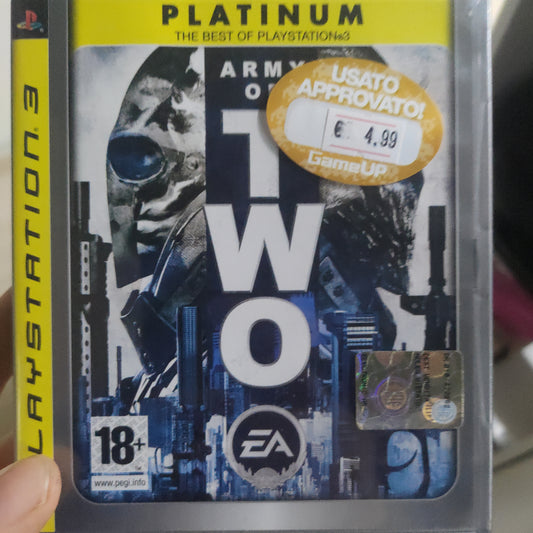 PLATINUM
THE BEST OF PLAYSTATION®3
ARMY
TWO
USATO
APPROVATO!
€ 4.99
GameUP
PLAYSTATION 3
18+
www.pegi.info
EA